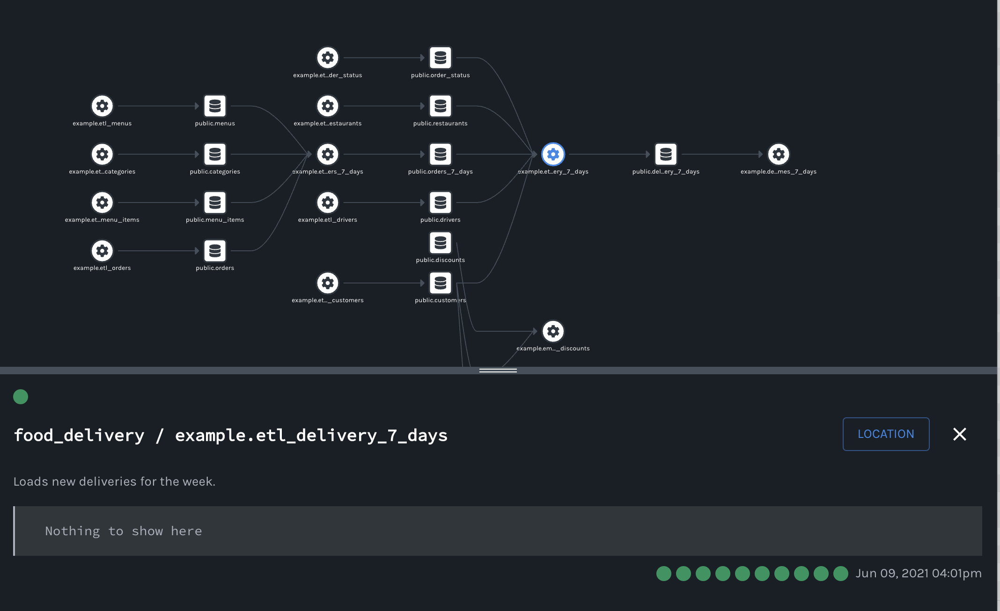 example.et...der_status
public.order_status
example.etl_menus
public.menus
example.et...estaurants
public.restaurants
example.et...categories
public.categories
example.et...ers_7_days
public.orders_7_days
example.et...ery_7_days
public.del...ery_7_days
example.de...mes_7_days
example.et...menu_items
public.menu_items
example.etl_drivers
public.drivers
public.discounts
example.etl_orders
public.orders
example.et..._customers
public.customers
example.em..._discounts
food_delivery / example.etl_delivery_7_days
LOCATION
Loads new deliveries for the week.
Nothing to show here
Jun 09, 2021 04:01pm